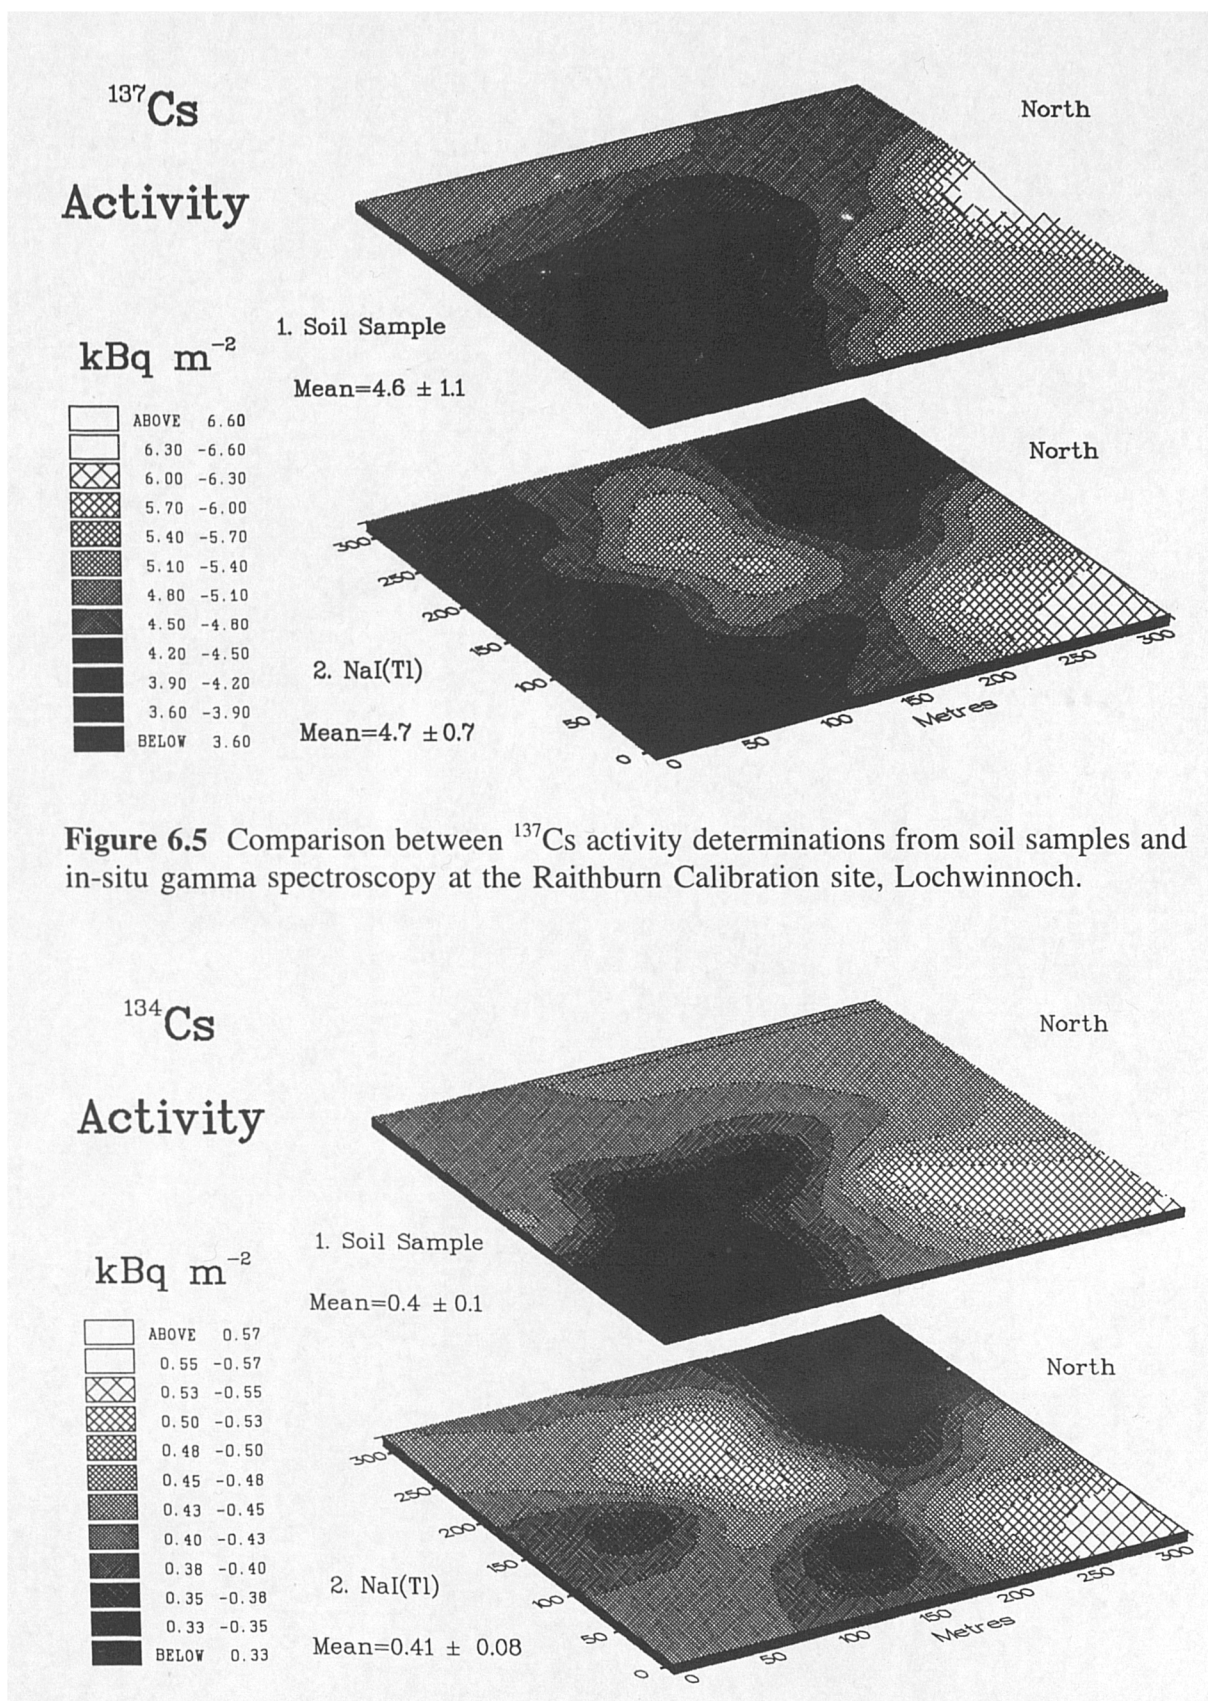 137Cs
Activity
North
1. Soil Sample
Mean=4.6 ± 1.1
kBq m-2
ABOVE 6.60
6.30 -6.60
6.00 -6.30
5.70 -6.00
5.40 -5.70
5.10 -5.40
4.80 -5.10
4.50 -4.80
4.20 -4.50
3.90 -4.20
3.60 -3.90
BELOW 3.60
North
2. NaI(Tl)
Mean=4.7 ±0.7
300
250
200
150
100
50
0
0
50
100
150
200
250
300
Metres
Figure 6.5 Comparison between 137Cs activity determinations from soil samples and
in-situ gamma spectroscopy at the Raithburn Calibration site, Lochwinnoch.
134Cs
Activity
North
1. Soil Sample
Mean=0.4 ± 0.1
kBq m-2
ABOVE 0.57
0.55 -0.57
0.53 -0.55
0.50 -0.53
0.48 -0.50
0.45 -0.48
0.43 -0.45
0.40 -0.43
0.38 -0.40
0.35 -0.38
0.33 -0.35
BELOW 0.33
North
2. NaI(Tl)
Mean=0.41 ± 0.08
300
250
200
150
100
50
0
0
50
100
150
200
250
300
Metres